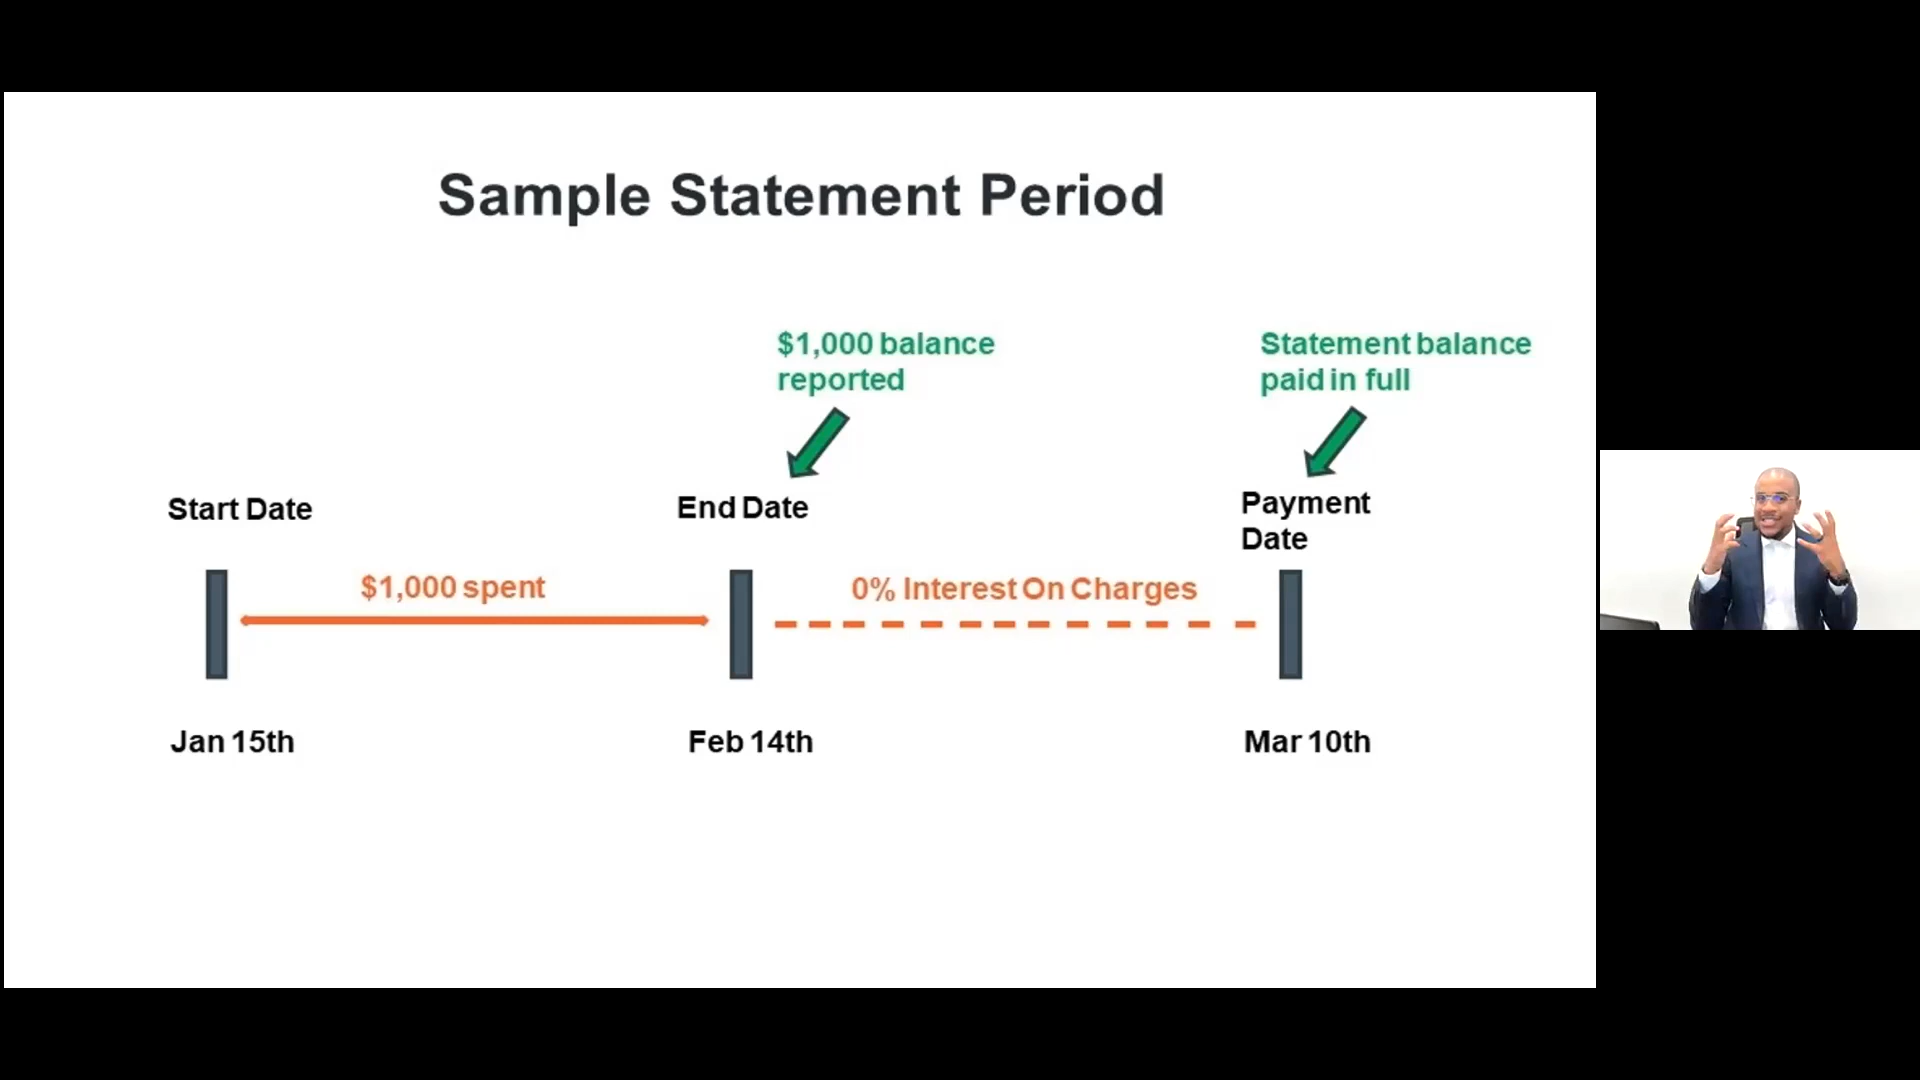 Sample Statement Period
$1,000 balance
reported
Statement balance
paid in full
Start Date
End Date
Payment
Date
$1,000 spent
0% Interest On Charges
Jan 15th
Feb 14th
Mar 10th